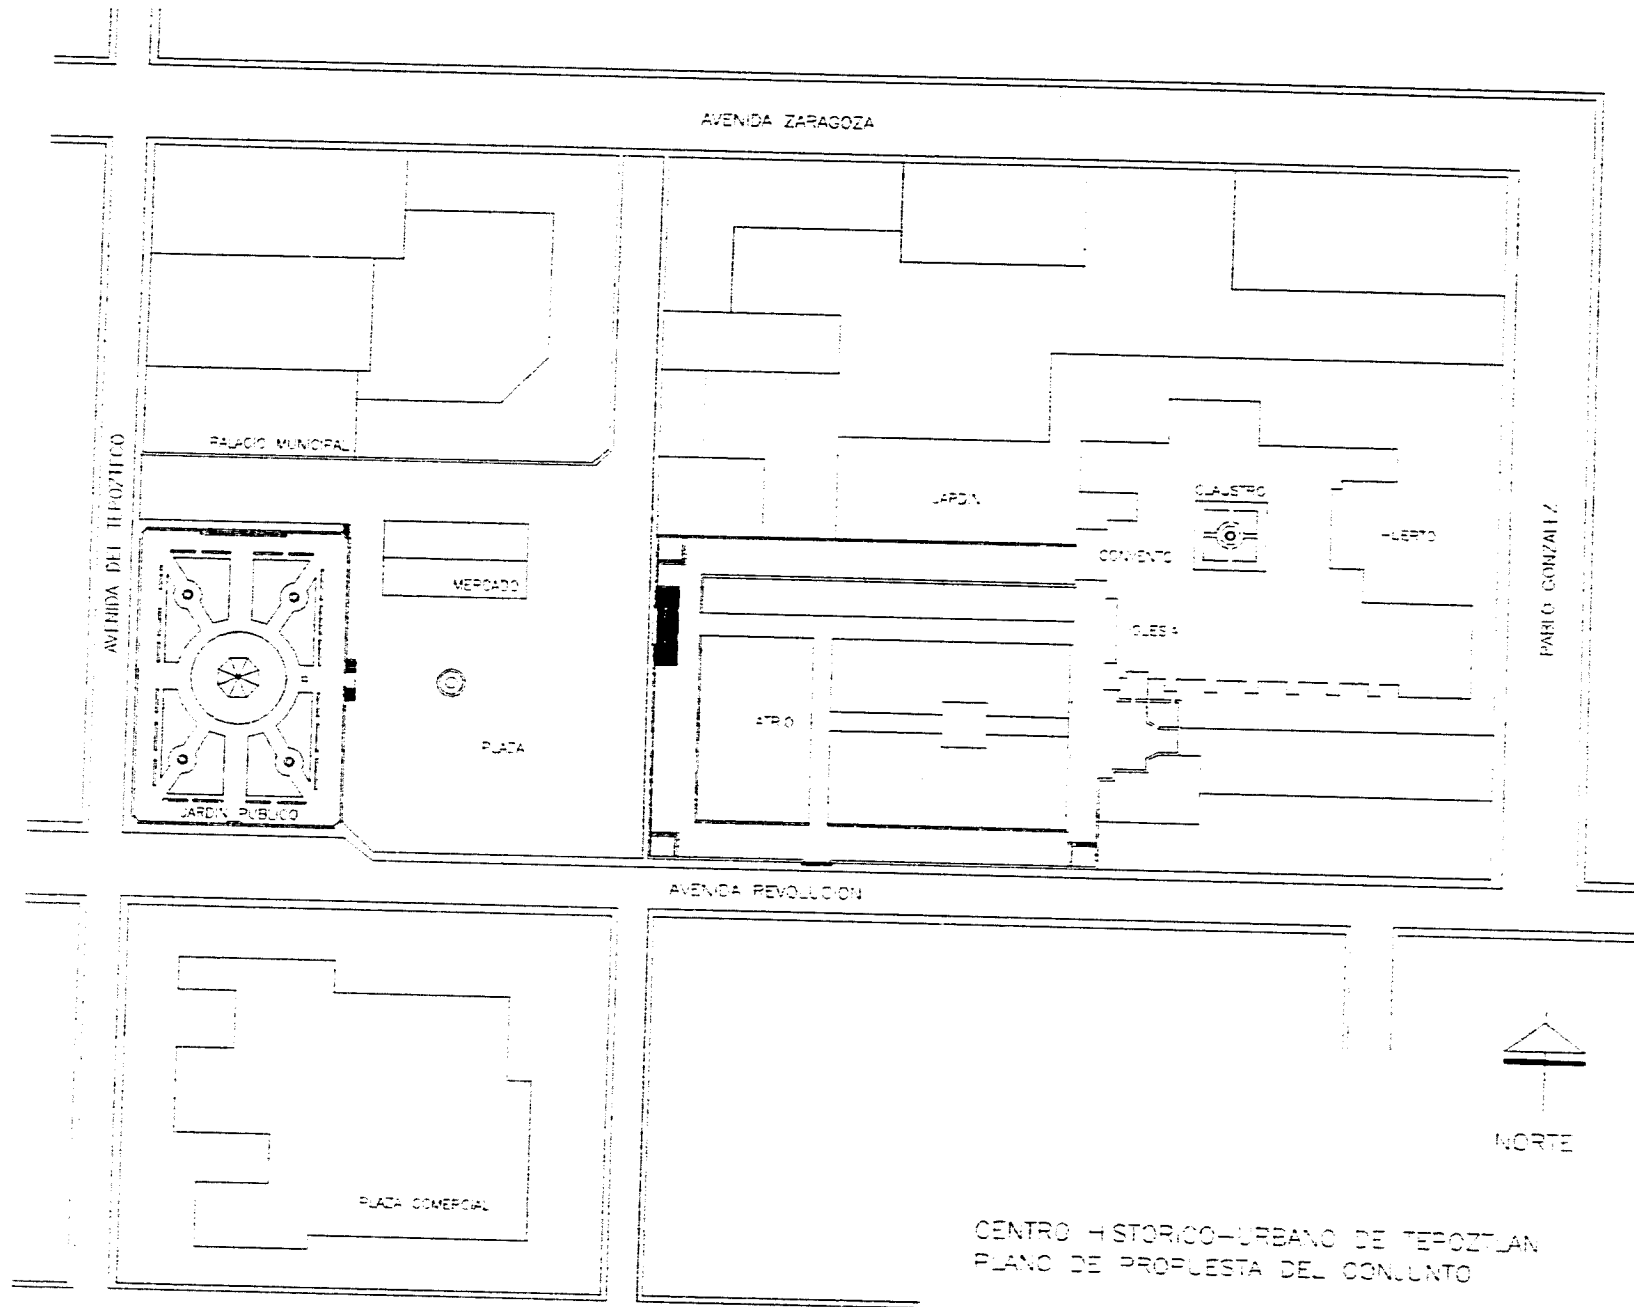 AVENIDA ZARAGOZA
PALACIO MUNICIPAL
AVENIDA DEL TEPOZTECO
JARDIN
CLAUSTRO
HUERTO
CONVENTO
MERCADO
IGLESIA
PABLO GONZALEZ
ATRIO
PLAZA
JARDIN PUBLICO
AVENIDA REVOLUCION
NORTE
PLAZA COMERCIAL
CENTRO HISTORICO-URBANO DE TEPOZTLAN
PLANO DE PROPUESTA DEL CONJUNTO